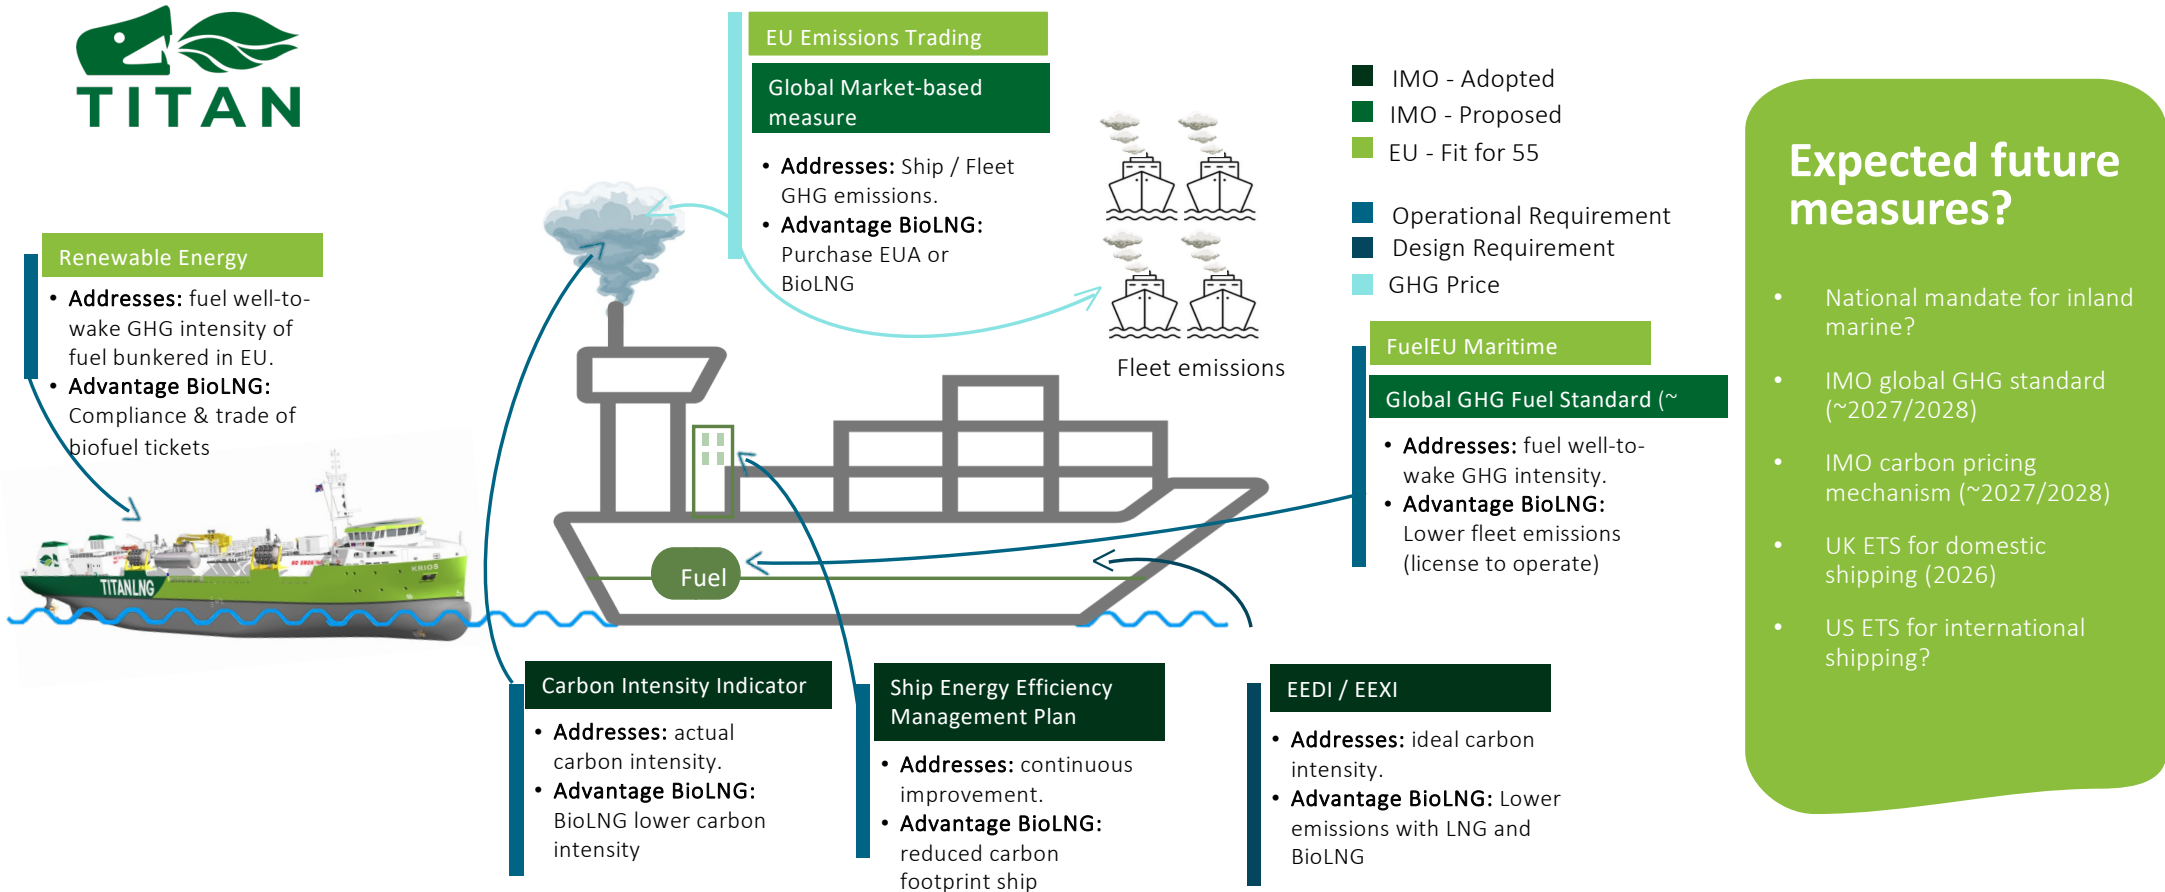 TITAN
EU Emissions Trading
Global Market-based
measure
• Addresses: Ship / Fleet
GHG emissions.
• Advantage BioLNG:
Purchase EUA or
BioLNG
Fleet emissions
IMO - Adopted
IMO - Proposed
EU - Fit for 55
Operational Requirement
Design Requirement
GHG Price
Renewable Energy
• Addresses: fuel well-to-
wake GHG intensity of
fuel bunkered in EU.
• Advantage BioLNG:
Compliance & trade of
biofuel tickets
TITANLNG
NO SMOKING
KRIOS
Fuel
FuelEU Maritime
Global GHG Fuel Standard (~
• Addresses: fuel well-to-
wake GHG intensity.
• Advantage BioLNG:
Lower fleet emissions
(license to operate)
Carbon Intensity Indicator
• Addresses: actual
carbon intensity.
• Advantage BioLNG:
BioLNG lower carbon
intensity
Ship Energy Efficiency
Management Plan
• Addresses: continuous
improvement.
• Advantage BioLNG:
reduced carbon
footprint ship
EEDI / EEXI
• Addresses: ideal carbon
intensity.
• Advantage BioLNG: Lower
emissions with LNG and
BioLNG
Expected future
measures?
• National mandate for inland
marine?
• IMO global GHG standard
(~2027/2028)
• IMO carbon pricing
mechanism (~2027/2028)
• UK ETS for domestic
shipping (2026)
• US ETS for international
shipping?